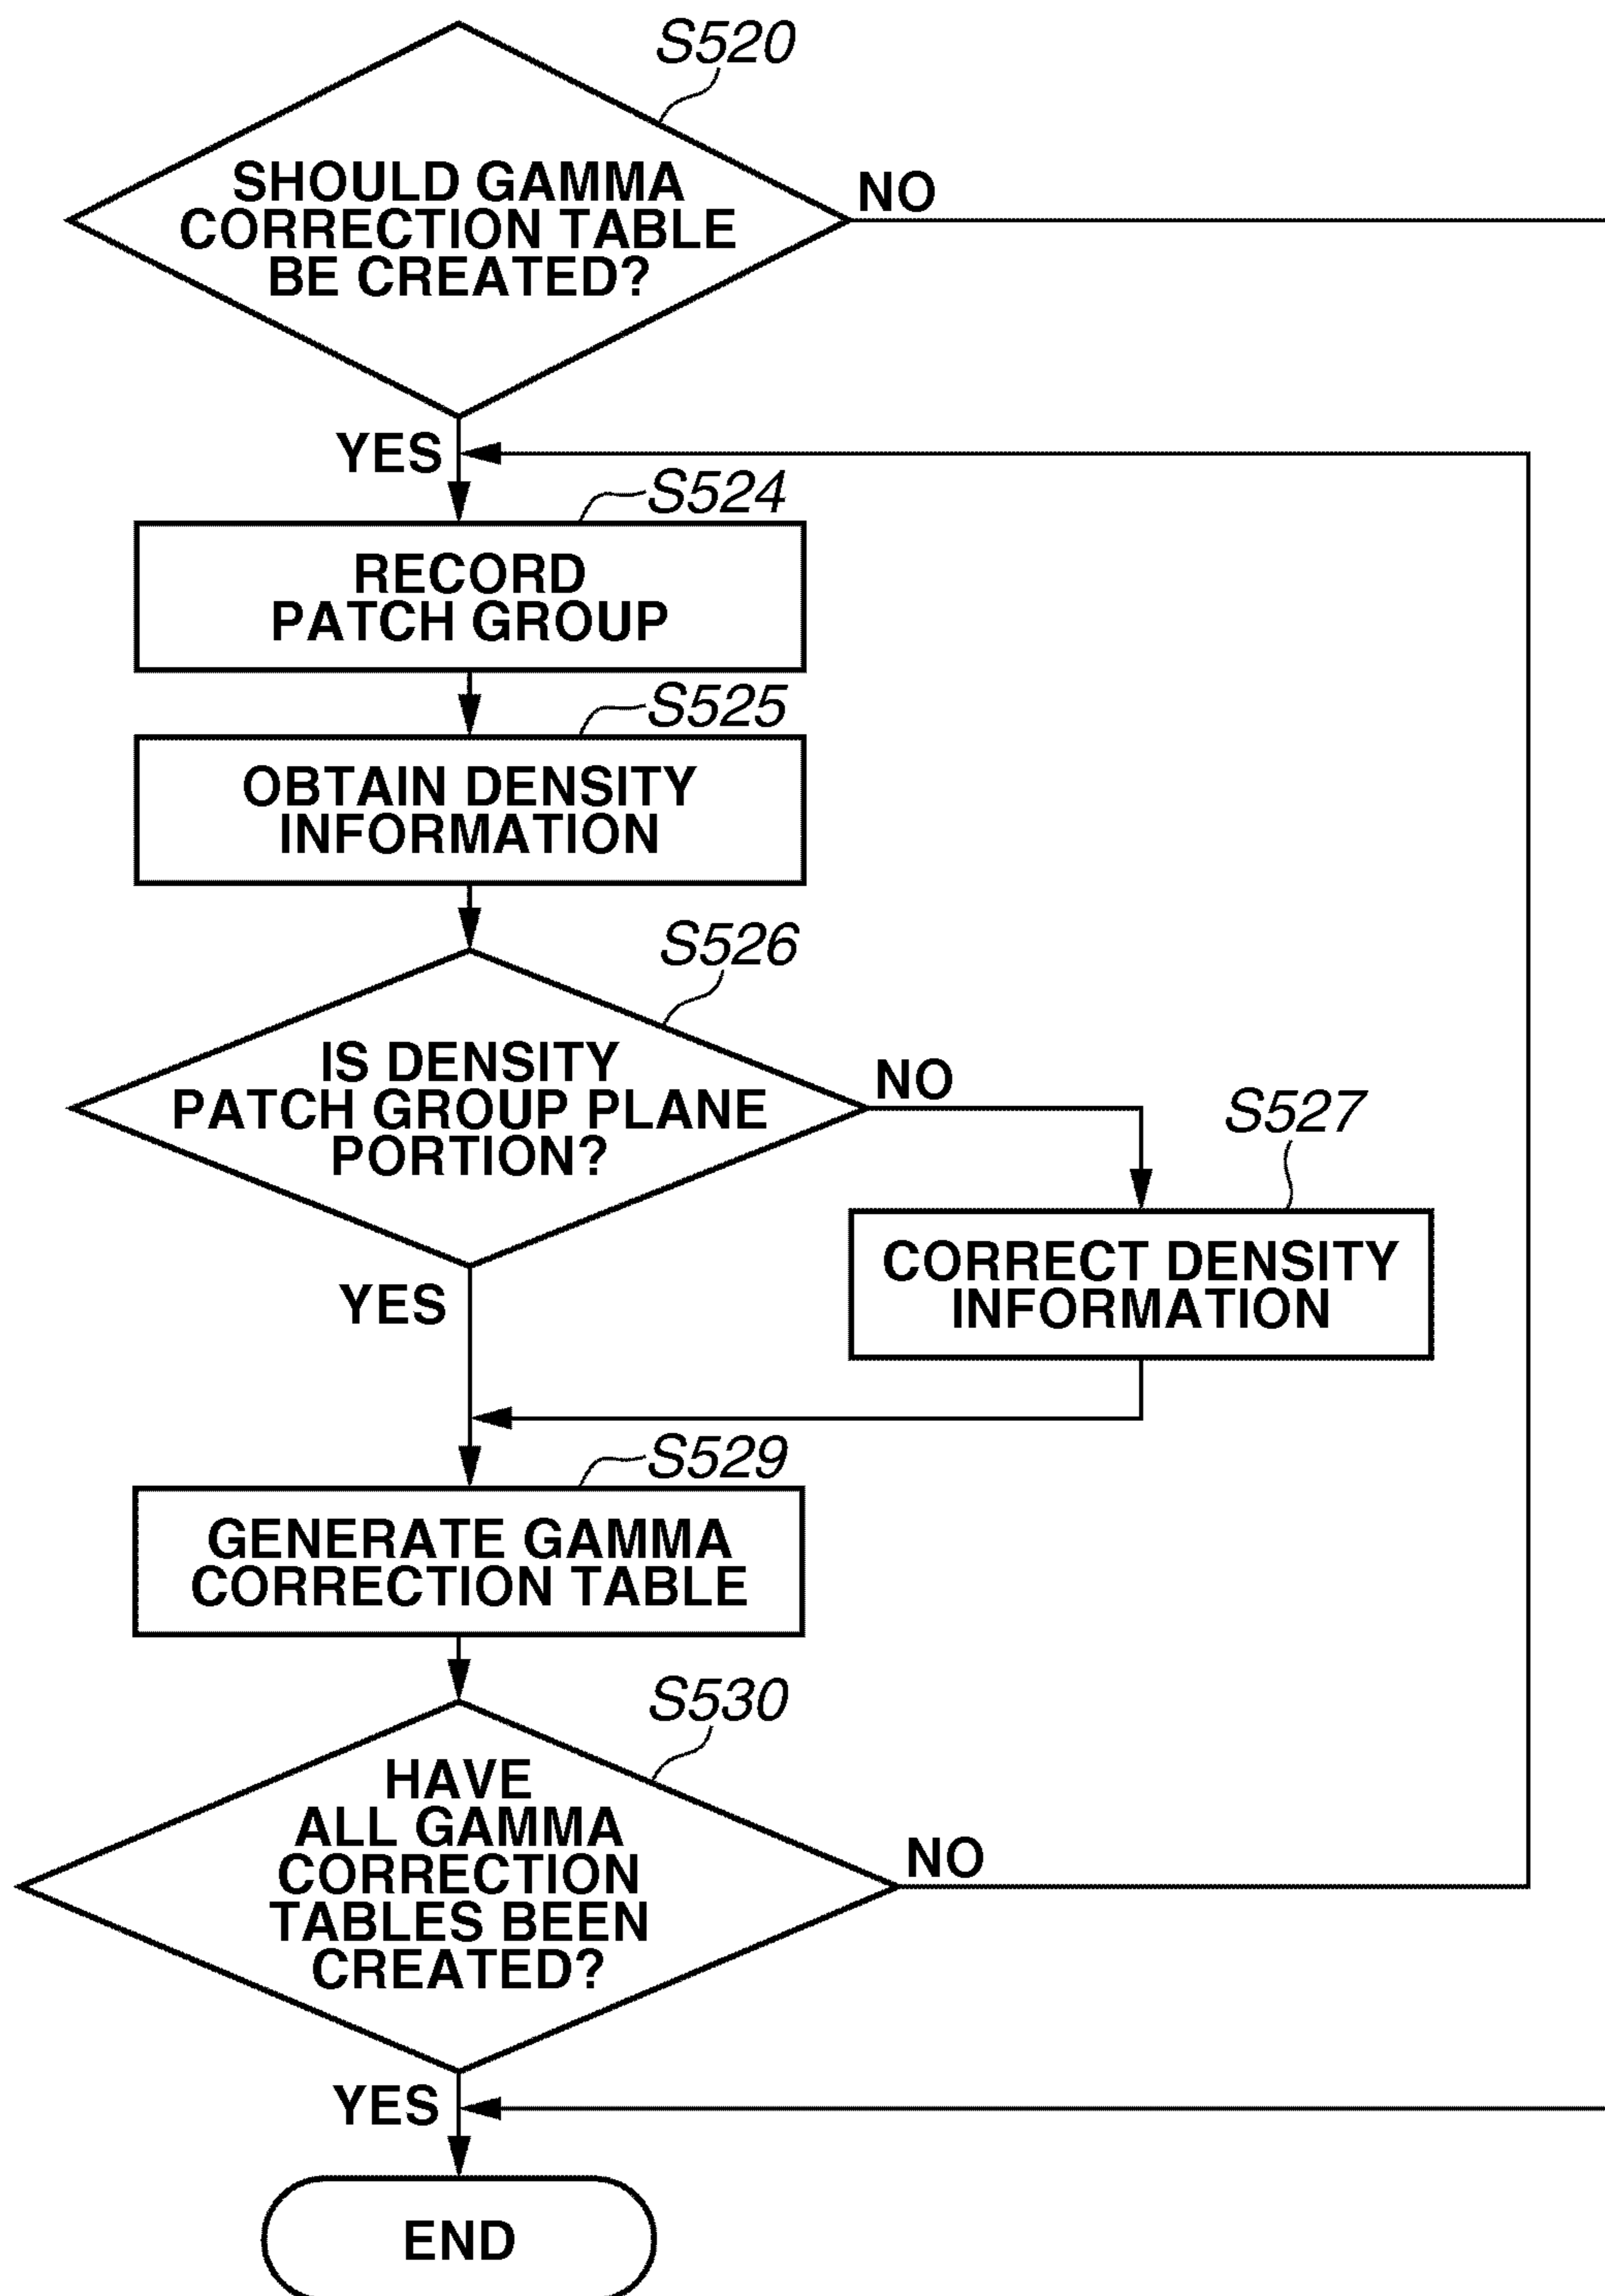 S520
SHOULD GAMMA
CORRECTION TABLE
BE CREATED?
NO
YES
S524
RECORD
PATCH GROUP
S525
OBTAIN DENSITY
INFORMATION
S526
IS DENSITY
PATCH GROUP PLANE
PORTION?
NO
S527
CORRECT DENSITY
INFORMATION
YES
S529
GENERATE GAMMA
CORRECTION TABLE
S530
HAVE
ALL GAMMA
CORRECTION
TABLES BEEN
CREATED?
NO
YES
END